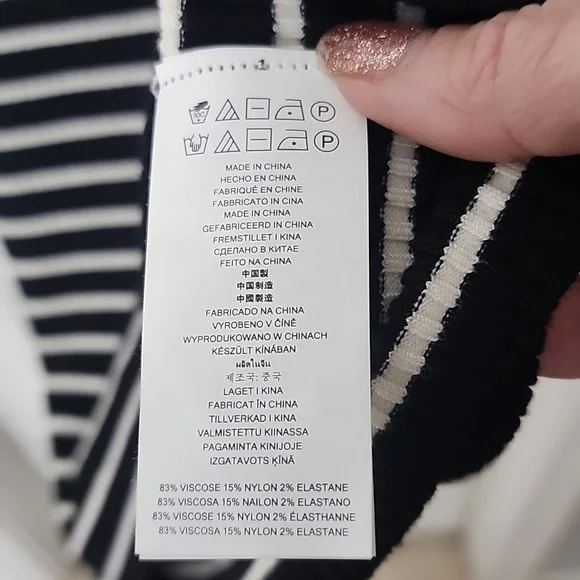 30C P
P
MADE IN CHINA
HECHO EN CHINA
FABRIQUÉ EN CHINE
FABBRICATO IN CINA
MADE IN CHINA
GEFABRICEERD IN CHINA
FREMSTILLET I KINA
СДЕЛАНО В КИТАЕ
FEITO NA CHINA
中国製
中国制造
中國製造
FABRICADO NA CHINA
VYROBENO V ČÍNĚ
WYPRODUKOWANO W CHINACH
KÉSZÜLT KÍNÁBAN
ผลิตในจีน
제조국: 중국
LAGET I KINA
FABRICAT ÎN CHINA
TILLVERKAD I KINA
VALMISTETTU KIINASSA
PAGAMINTA KINIJOJE
IZGATAVOTS ĶĪNĀ
83% VISCOSE 15% NYLON 2% ELASTANE
83% VISCOSA 15% NAILON 2% ELASTANO
83% VISCOSE 15% NYLON 2% ÉLASTHANNE
83% VISCOSA 15% NYLON 2% ELASTANE